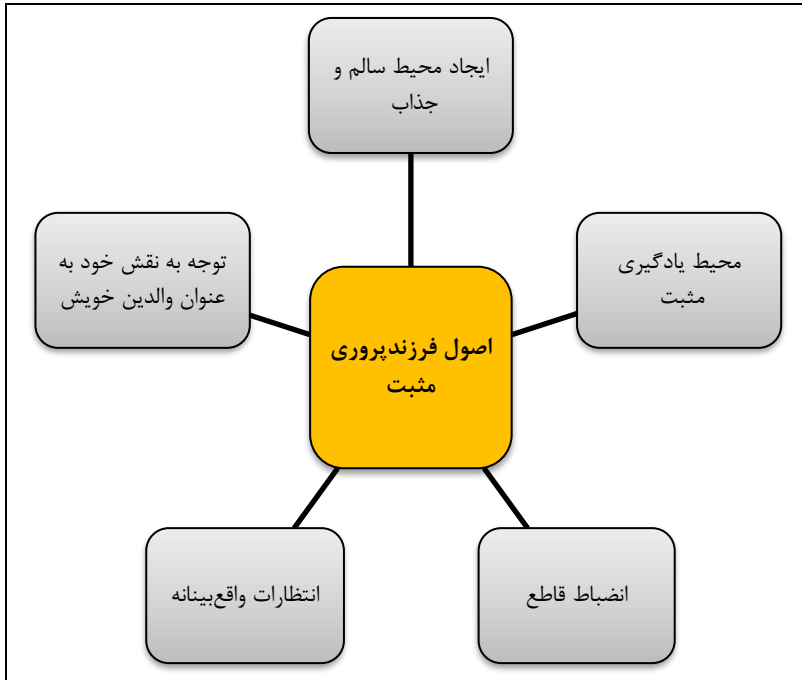 ایجاد محیط سالم و
جذاب
محیط یادگیری
مثبت
توجه به نقش خود به
عنوان والدین خویش
اصول فرزندپروری
مثبت
انتظارات واقع‌بینانه
انضباط قاطع